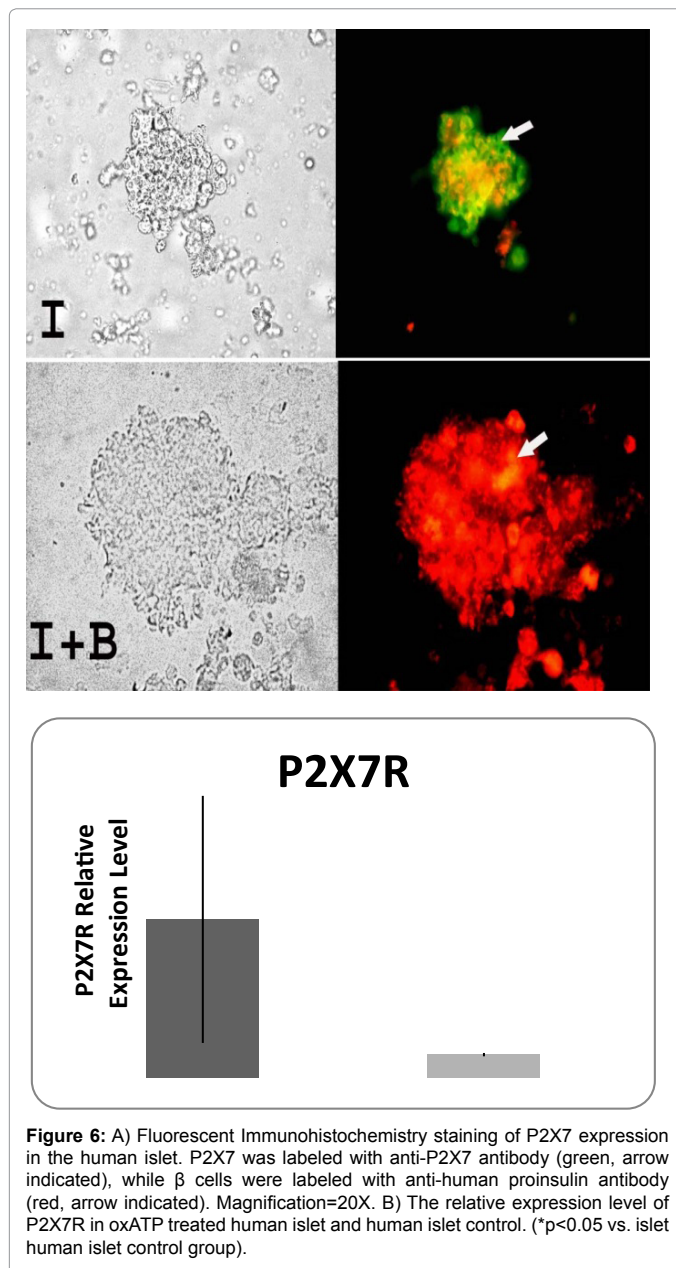 I
I+B
P2X7R
P2X7R Relative
Expression Level
Figure 6: A) Fluorescent Immunohistochemistry staining of P2X7 expression
in the human islet. P2X7 was labeled with anti-P2X7 antibody (green, arrow
indicated), while β cells were labeled with anti-human proinsulin antibody
(red, arrow indicated). Magnification=20X. B) The relative expression level of
P2X7R in oxATP treated human islet and human islet control. (*p<0.05 vs. islet
human islet control group).